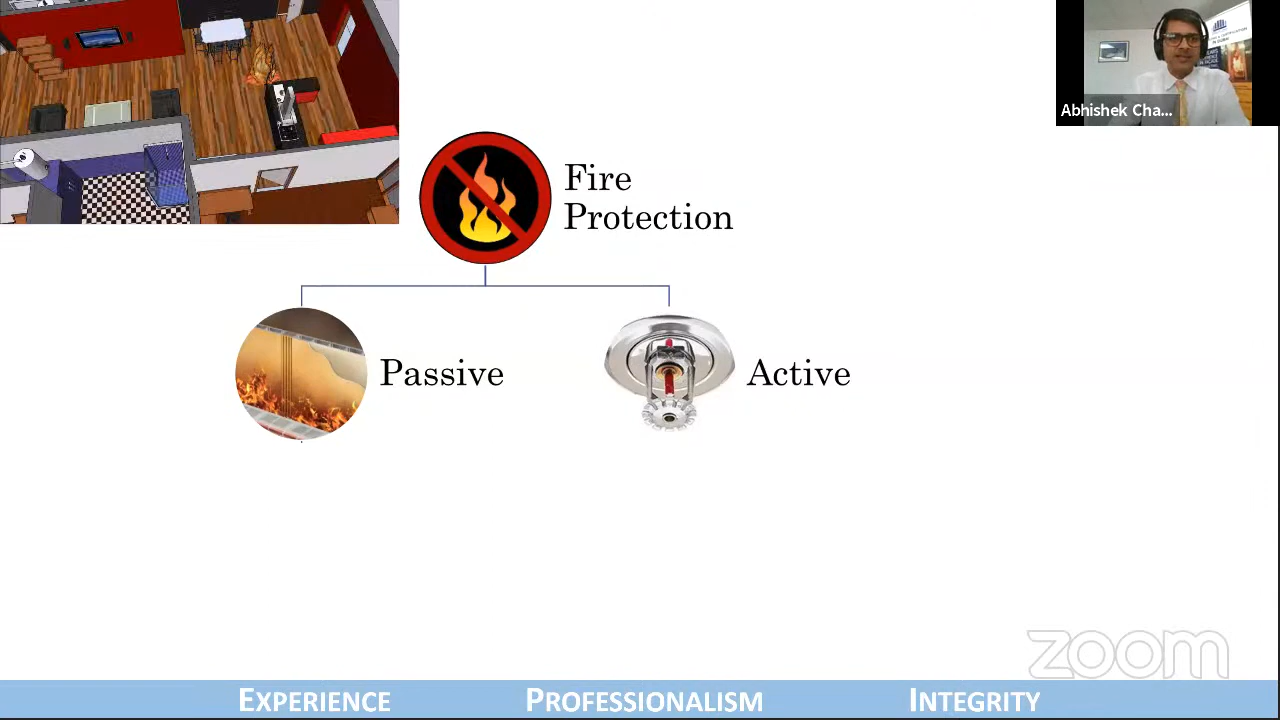 Abhishek Cha...
Fire
Protection
Passive
Active
zoom
EXPERIENCE
PROFESSIONALISM
INTEGRITY